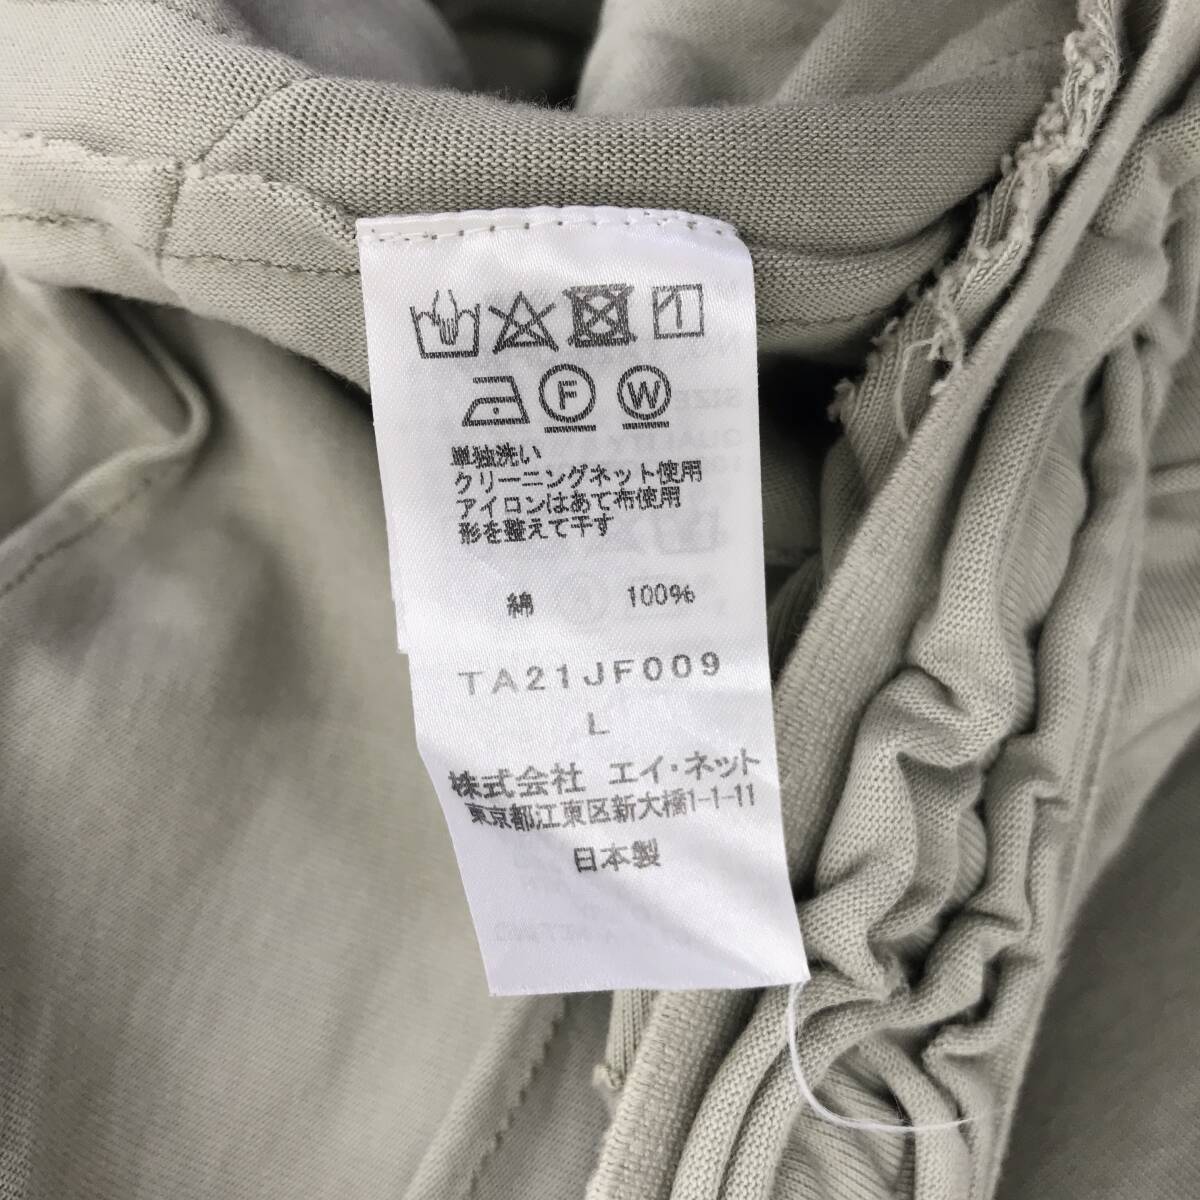 F W
単独洗い
クリーニングネット使用
アイロンはあて布使用
形を整えて干す
綿 100%
TA21JF009
L
株式会社 エイ・ネット
東京都江東区新大橋1-1-11
日本製